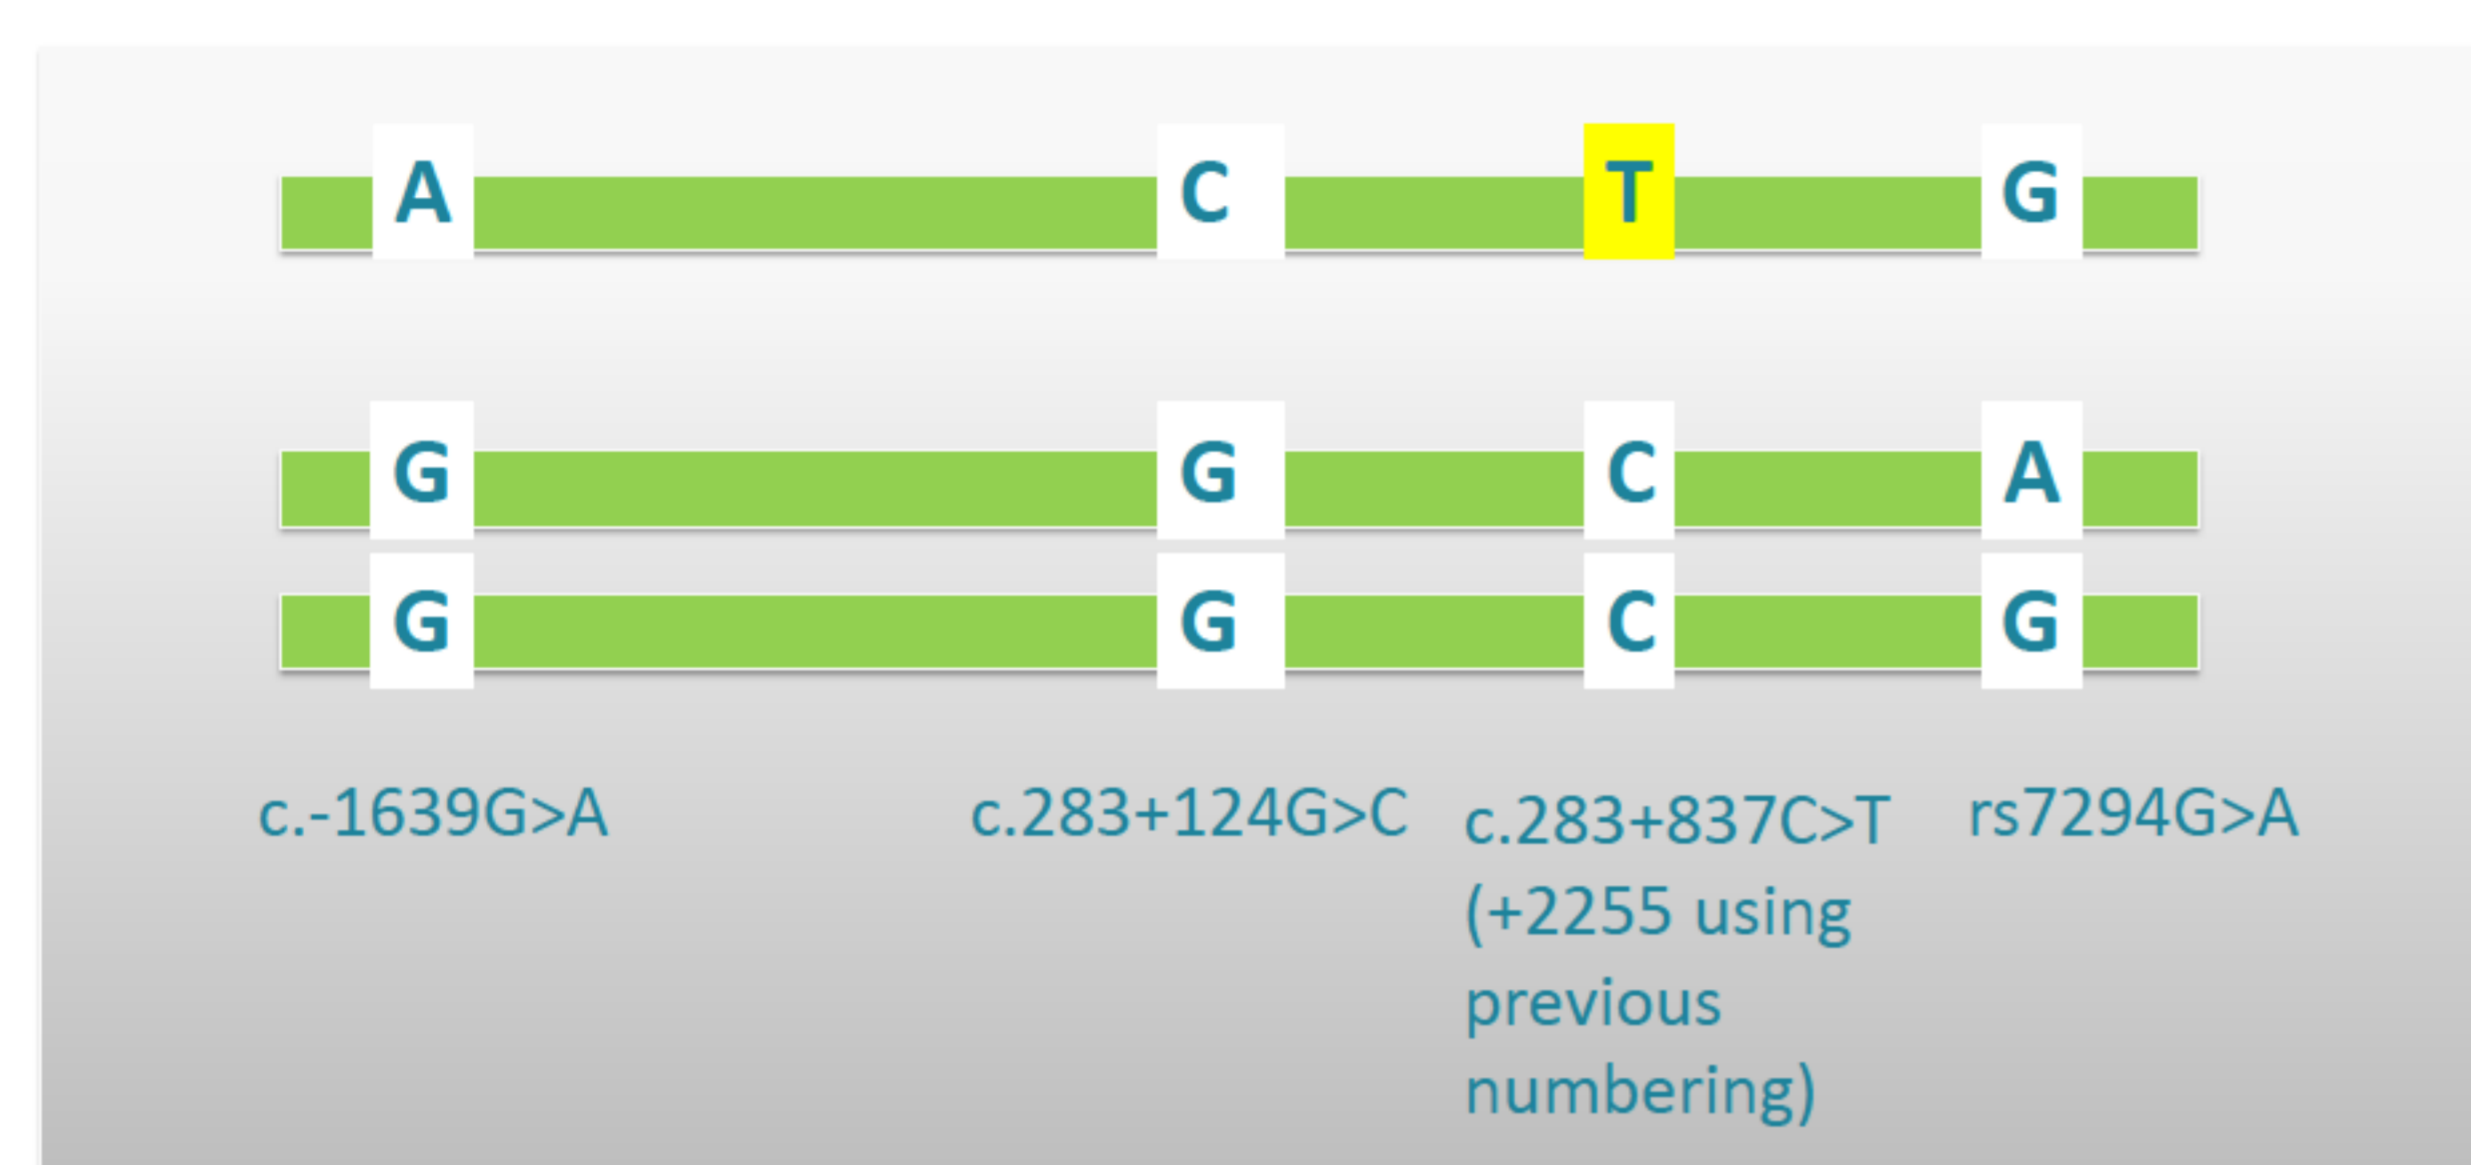 A C T G
G G C A
G G C G
c.-1639G>A c.283+124G>C c.283+837C>T rs7294G>A
(+2255 using
previous
numbering)